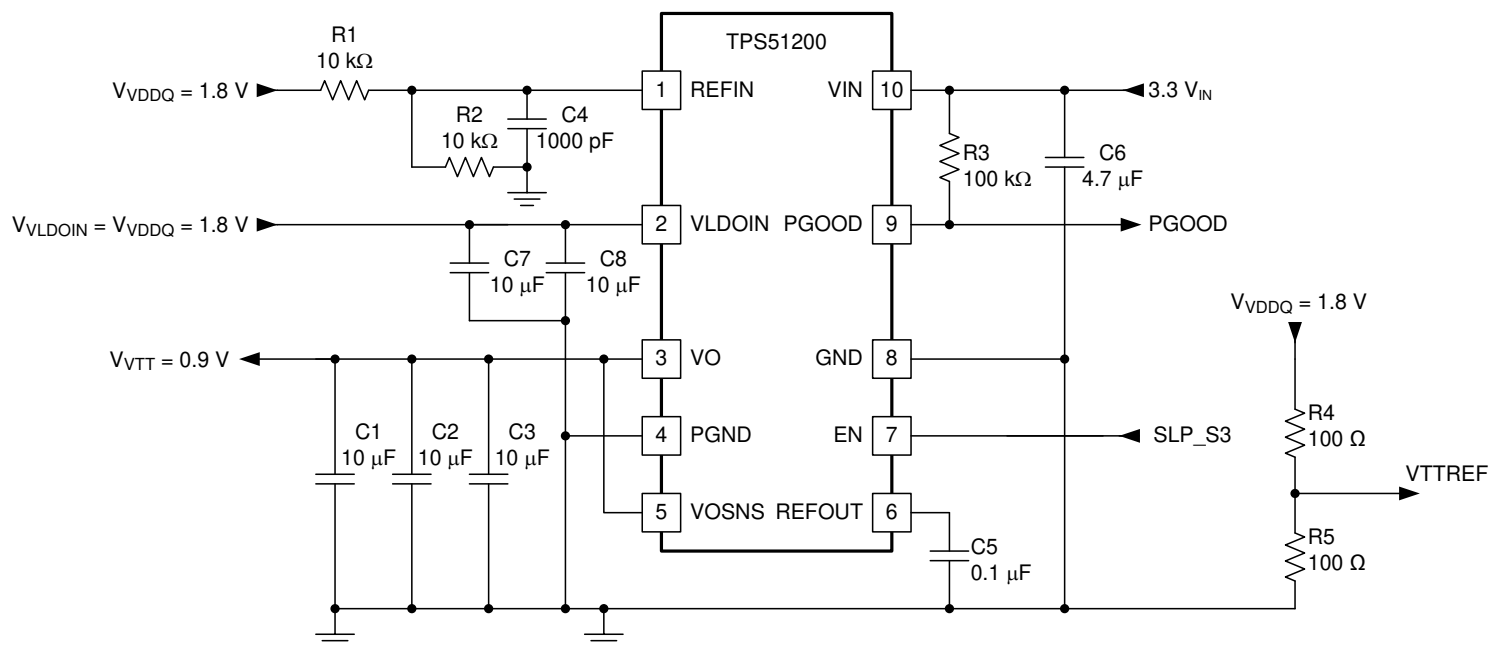 TPS51200
R1
10 kΩ
V_VDDQ = 1.8 V
1 REFIN
VIN 10
3.3 V_IN
R2
10 kΩ
C4
1000 pF
R3
100 kΩ
C6
4.7 μF
V_VLDOIN = V_VDDQ = 1.8 V
2 VLDOIN
PGOOD 9
PGOOD
C7
10 μF
C8
10 μF
V_VDDQ = 1.8 V
V_VTT = 0.9 V
3 VO
GND 8
R4
100 Ω
C1
10 μF
C2
10 μF
C3
10 μF
4 PGND
EN 7
SLP_S3
VTTREF
5 VOSNS
REFOUT 6
C5
0.1 μF
R5
100 Ω